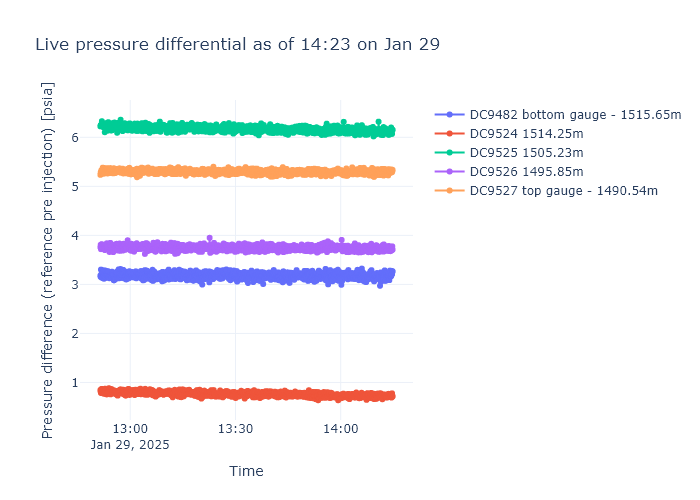 Live pressure differential as of 14:23 on Jan 29
Pressure difference (reference pre injection) [psia]
6
5
4
3
2
1
13:00
Jan 29, 2025
13:30
14:00
Time
DC9482 bottom gauge - 1515.65m
DC9524 1514.25m
DC9525 1505.23m
DC9526 1495.85m
DC9527 top gauge - 1490.54m